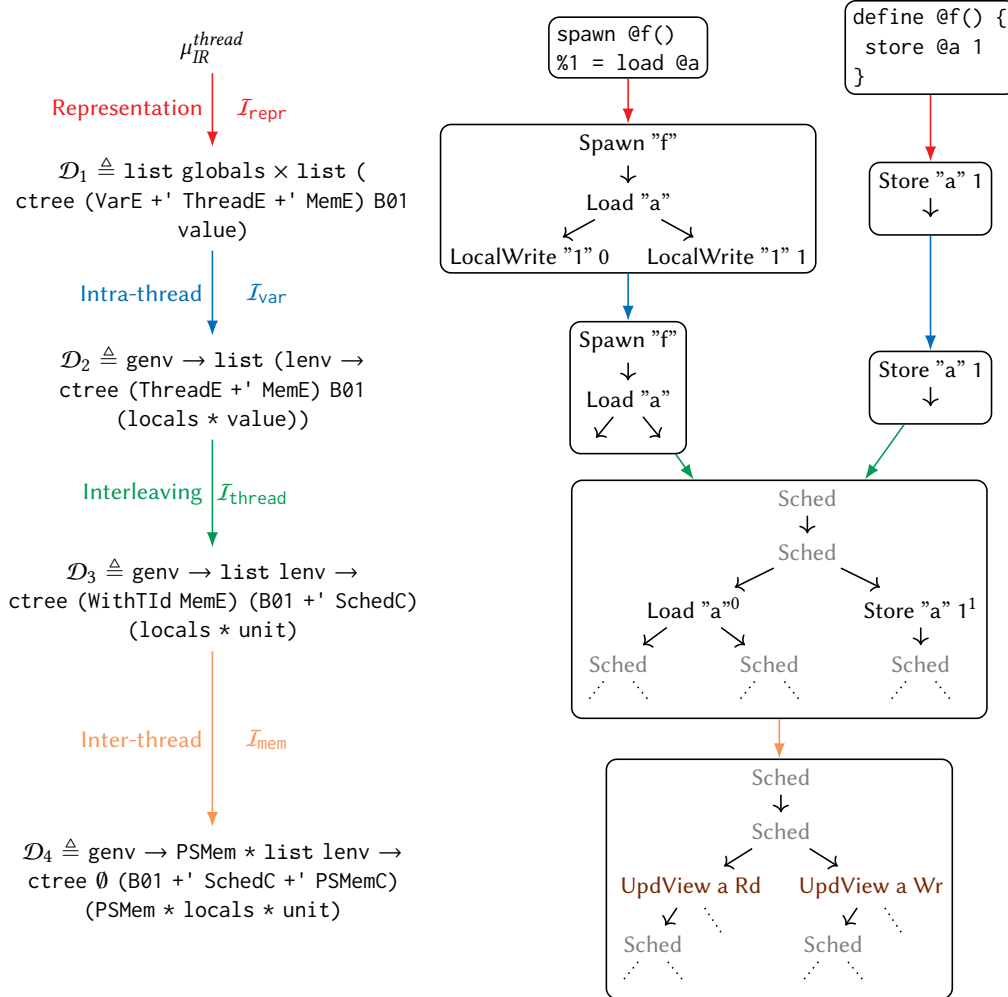 μ_IR^thread
Representation I_repr
D₁ ≜ list globals × list (
ctree (VarE +' ThreadE +' MemE) B01
value)
Intra-thread I_var
D₂ ≜ genv → list (lenv →
ctree (ThreadE +' MemE) B01
(locals * value))
Interleaving I_thread
D₃ ≜ genv → list lenv →
ctree (WithTId MemE) (B01 +' SchedC)
(locals * unit)
Inter-thread I_mem
D₄ ≜ genv → PSMem * list lenv →
ctree ∅ (B01 +' SchedC +' PSMemC)
(PSMem * locals * unit)
spawn @f()
%1 = load @a
define @f() {
store @a 1
}
Spawn "f"
Load "a"
LocalWrite "1" 0 LocalWrite "1" 1
Store "a" 1
Spawn "f"
Load "a"
Store "a" 1
Sched
Sched
Load "a"⁰ Store "a" 1¹
Sched Sched Sched
Sched
Sched
UpdView a Rd UpdView a Wr
Sched Sched